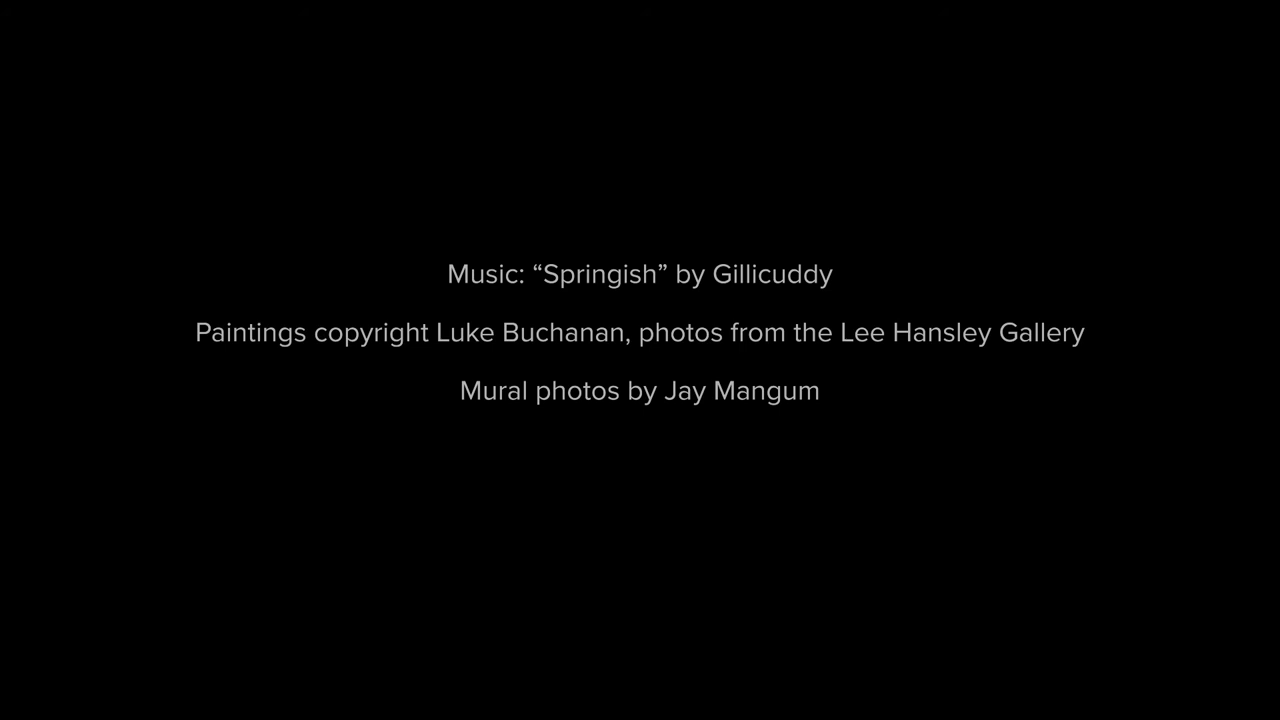 Music: “Springish” by Gillicuddy
Paintings copyright Luke Buchanan, photos from the Lee Hansley Gallery
Mural photos by Jay Mangum